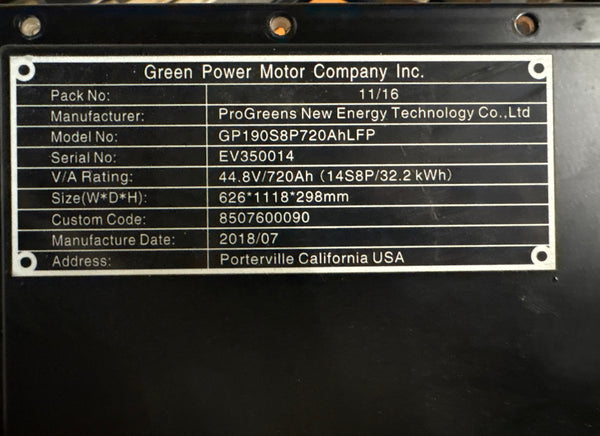 Green Power Motor Company Inc.
Pack No: 11/16
Manufacturer: ProGreens New Energy Technology Co.,Ltd
Model No: GP190S8P720AhLFP
Serial No: EV350014
V/A Rating: 44.8V/720Ah (14S8P/32.2 kWh)
Size(W*D*H): 626*1118*298mm
Custom Code: 8507600090
Manufacture Date: 2018/07
Address: Porterville California USA